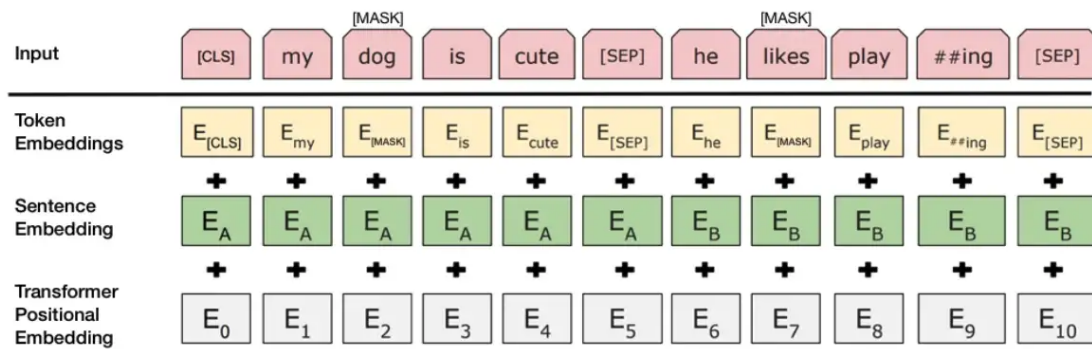 [MASK] [MASK]
Input [CLS] my dog is cute [SEP] he likes play ##ing [SEP]
Token
Embeddings
E[CLS] Emy E[MASK] Eis Ecute E[SEP] Ehe E[MASK] Eplay E##ing E[SEP]
Sentence
Embedding
EA EA EA EA EA EA EB EB EB EB EB
Transformer
Positional
Embedding
E0 E1 E2 E3 E4 E5 E6 E7 E8 E9 E10